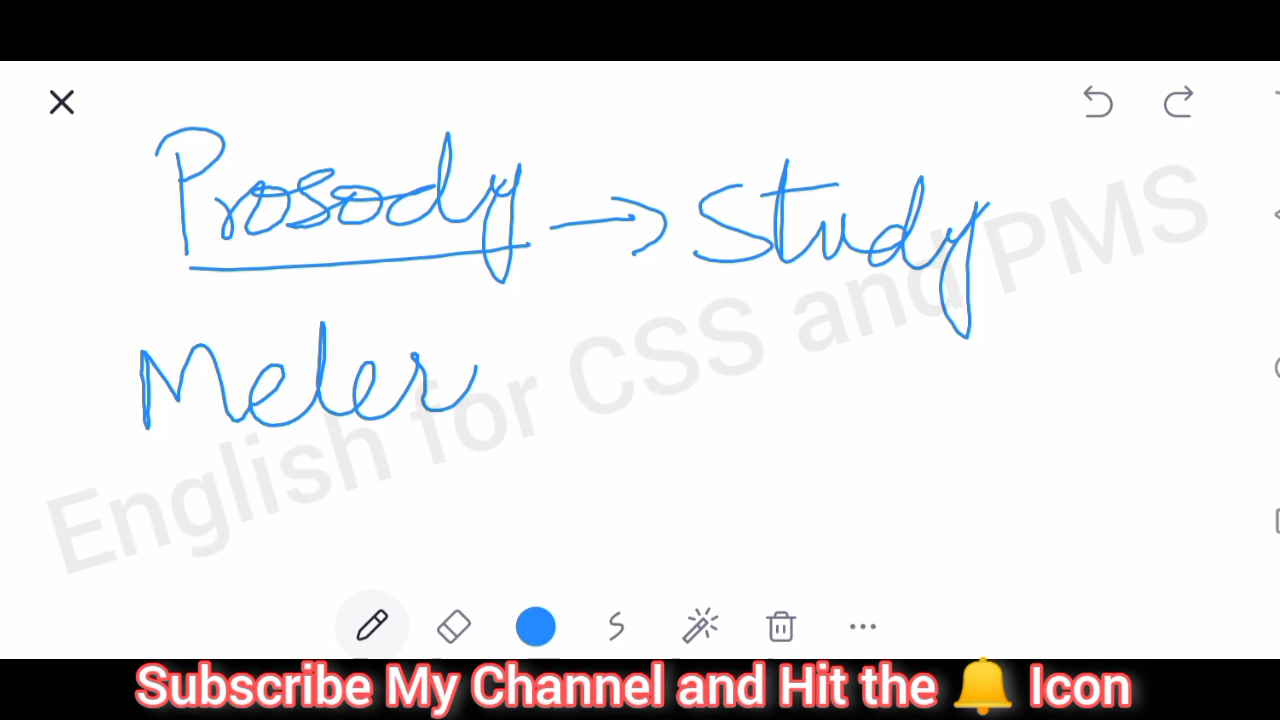 Prosody → Study
Meter
English for CSS and PMS
Subscribe My Channel and Hit the 🔔 Icon